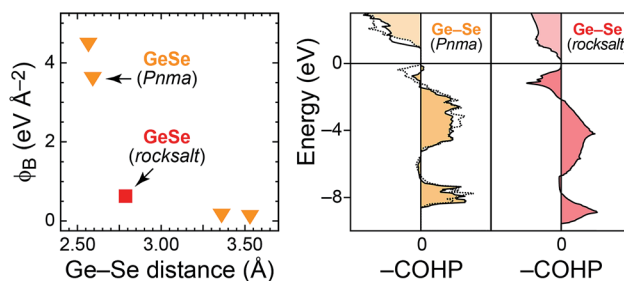 ϕB (eV Å−2)
4
2
0
GeSe
(Pnma)
GeSe
(rocksalt)
2.50
3.00
3.50
Ge–Se distance (Å)
Energy (eV)
0
−4
−8
Ge–Se
(Pnma)
Ge–Se
(rocksalt)
0
0
–COHP
–COHP